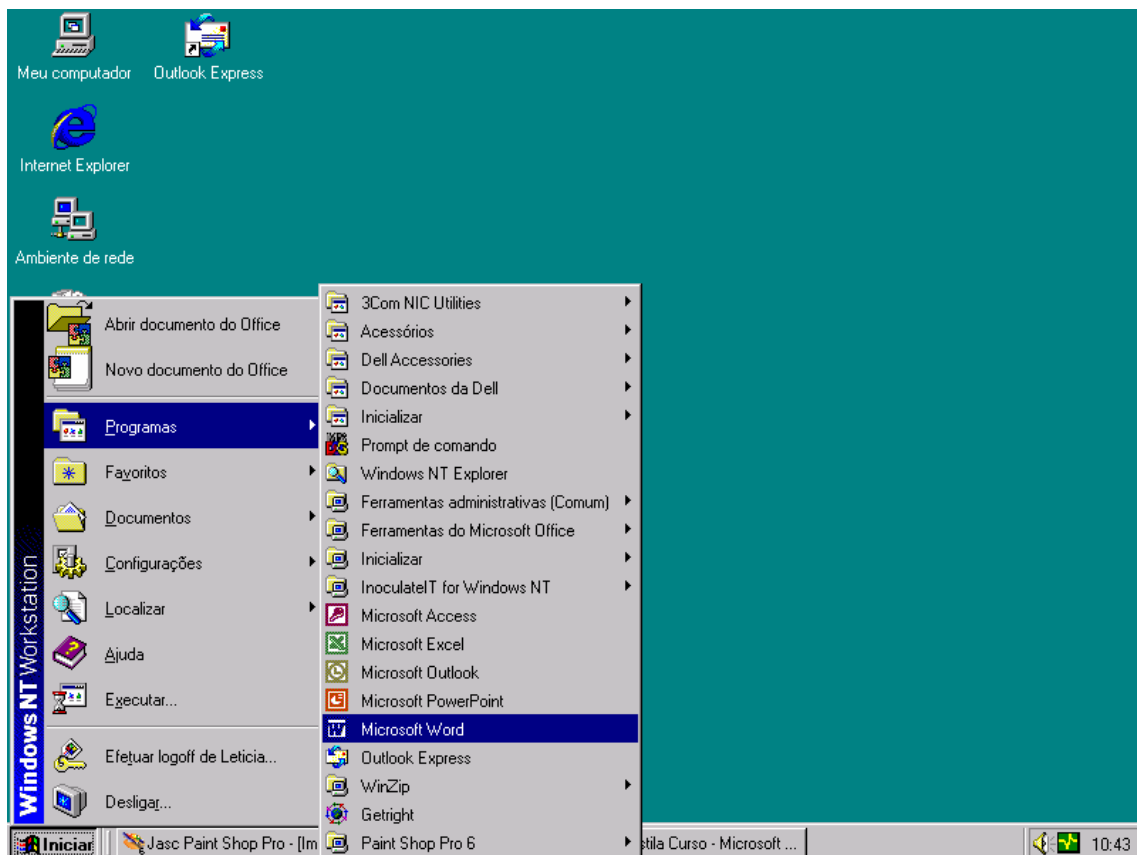 Meu computador
Outlook Express
Internet Explorer
Ambiente de rede
Abrir documento do Office
Novo documento do Office
Programas
Favoritos
Documentos
Configurações
Localizar
Ajuda
Executar...
Efetuar logoff de Leticia...
Desligar...
Windows NT Workstation
3Com NIC Utilities
Acessórios
Dell Accessories
Documentos da Dell
Inicializar
Prompt de comando
Windows NT Explorer
Ferramentas administrativas (Comum)
Ferramentas do Microsoft Office
Inicializar
InoculateIT for Windows NT
Microsoft Access
Microsoft Excel
Microsoft Outlook
Microsoft PowerPoint
Microsoft Word
Outlook Express
WinZip
Getright
Paint Shop Pro 6
Iniciar
Jasc Paint Shop Pro - [Im
stila Curso - Microsoft ...
10:43